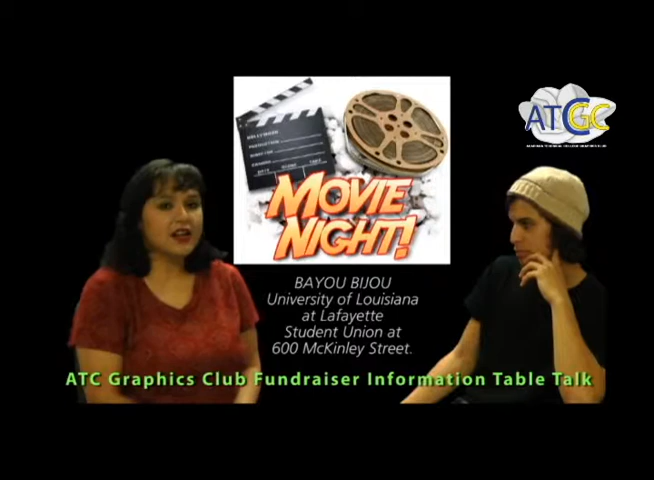 MOVIE
NIGHT!
ATCGC
BAYOU BIJOU
University of Louisiana
at Lafayette
Student Union at
600 McKinley Street.
ATC Graphics Club Fundraiser Information Table Talk